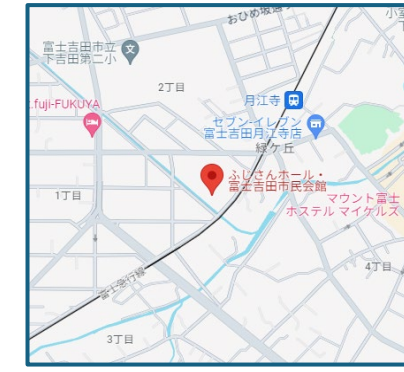 おひめ坂通り
小室
富士吉田市立
下吉田第二小
2丁目
月江寺
fuji-FUKUYA
セブン-イレブン
富士吉田月江寺店
緑ケ丘
ふじさんホール・
富士吉田市民会館
1丁目
マウント富士
ホステル マイケルズ
4丁目
富士急行線
3丁目